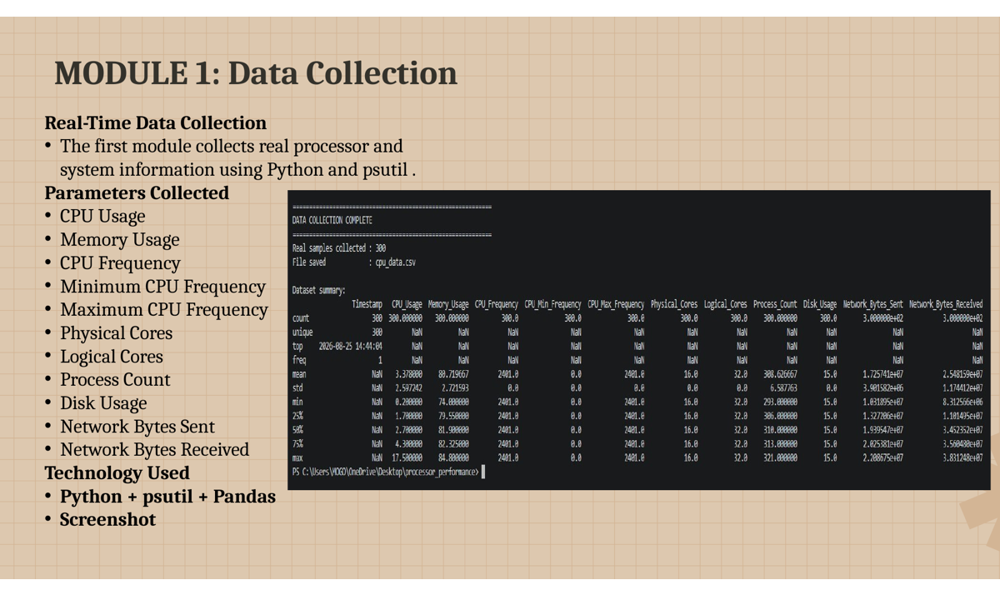 MODULE 1: Data Collection
Real-Time Data Collection
• The first module collects real processor and
system information using Python and psutil .
Parameters Collected
• CPU Usage
• Memory Usage
• CPU Frequency
• Minimum CPU Frequency
• Maximum CPU Frequency
• Physical Cores
• Logical Cores
• Process Count
• Disk Usage
• Network Bytes Sent
• Network Bytes Received
Technology Used
• Python + psutil + Pandas
• Screenshot
============================================================
DATA COLLECTION COMPLETE
============================================================
Real samples collected : 300
File saved : cpu_data.csv
Dataset summary:
Timestamp CPU_Usage Memory_Usage CPU_Frequency CPU_Min_Frequency CPU_Max_Frequency Physical_Cores Logical_Cores Process_Count Disk_Usage Network_Bytes_Sent Network_Bytes_Received
count 300 300.000000 300.000000 300.0 300.0 300.0 300.0 300.0 300.000000 300.0 3.000000e+02 3.000000e+02
unique 300 NaN NaN NaN NaN NaN NaN NaN NaN NaN NaN NaN
top 2026-08-25 14:44:04 NaN NaN NaN NaN NaN NaN NaN NaN NaN NaN NaN
freq 1 NaN NaN NaN NaN NaN NaN NaN NaN NaN NaN NaN
mean NaN 3.378000 80.719667 2401.0 0.0 2401.0 16.0 32.0 308.626667 15.0 1.725741e+07 2.548159e+07
std NaN 2.597242 2.721593 0.0 0.0 0.0 0.0 0.0 6.587763 0.0 3.901582e+06 1.174412e+07
min NaN 0.200000 74.000000 2401.0 0.0 2401.0 16.0 32.0 293.000000 15.0 1.031895e+07 8.312566e+06
25% NaN 1.700000 79.550000 2401.0 0.0 2401.0 16.0 32.0 306.000000 15.0 1.327206e+07 1.101495e+07
50% NaN 2.700000 81.900000 2401.0 0.0 2401.0 16.0 32.0 310.000000 15.0 1.939547e+07 3.452352e+07
75% NaN 4.300000 82.325000 2401.0 0.0 2401.0 16.0 32.0 313.000000 15.0 2.025381e+07 3.560480e+07
max NaN 17.500000 84.800000 2401.0 0.0 2401.0 16.0 32.0 321.000000 15.0 2.208675e+07 3.831248e+07
PS C:\Users\MOGO\OneDrive\Desktop\processor_performance>